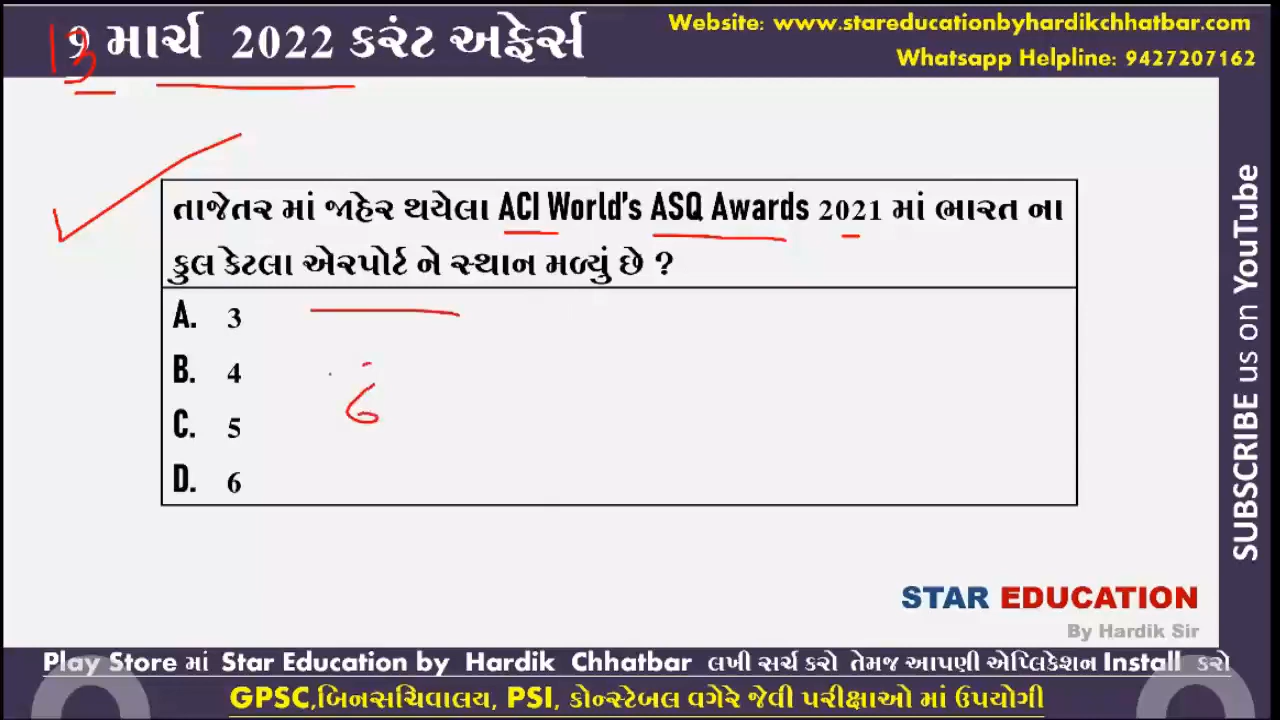 9 માર્ચ 2022 કરંટ અફેર્સ
13
Website: www.stareducationbyhardikchhatbar.com
Whatsapp Helpline: 9427207162
તાજેતર માં જાહેર થયેલા ACI World's ASQ Awards 2021 માં ભારત ના
કુલ કેટલા એરપોર્ટ ને સ્થાન મળ્યું છે ?
A. 3
B. 4
C. 5
D. 6
6
SUBSCRIBE us on YouTube
STAR EDUCATION
By Hardik Sir
Play Store માં Star Education by Hardik Chhatbar લખી સર્ચ કરો તેમજ આપણી એપ્લિકેશન Install કરો
GPSC,બિનસચિવાલય, PSI, કોન્સ્ટેબલ વગેરે જેવી પરીક્ષાઓ માં ઉપયોગી